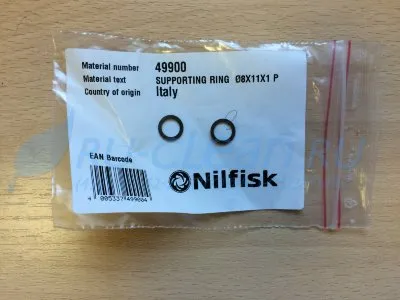 Material number 49900
Material text SUPPORTING RING Ø8X11X1 P
Country of origin Italy
EAN Barcode
Nilfisk